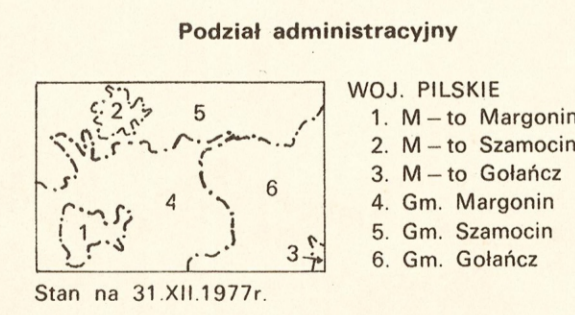 Podział administracyjny
WOJ. PILSKIE
1. M – to Margonin
2. M – to Szamocin
3. M – to Gołańcz
4. Gm. Margonin
5. Gm. Szamocin
6. Gm. Gołańcz
2
5
4
6
1
3
Stan na 31.XII.1977r.